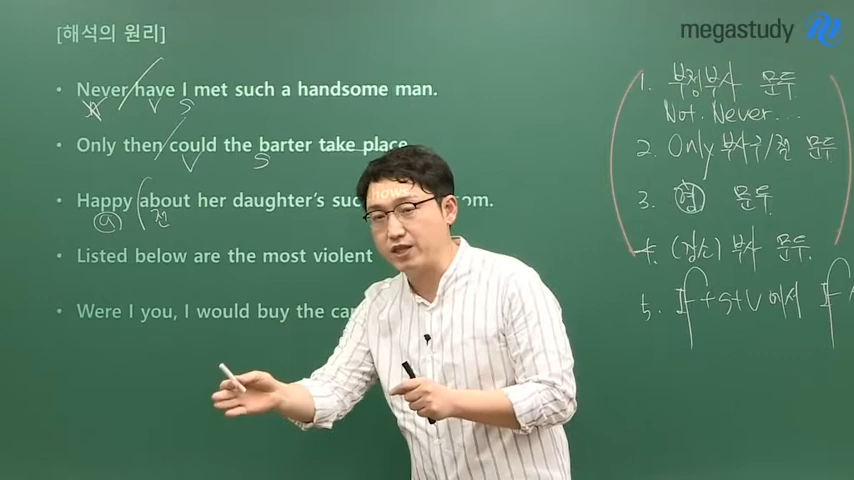 [해석의 원리]
megastudy
• Never have I met such a handsome man.
V S
• Only then could the barter take place
V S
• Happy about her daughter's suc om.
전
• Listed below are the most violent
• Were I you, I would buy the ca
1. 부정부사 문두
Not. Never...
2. Only 부사구/절 문두
3. 형 문두
4. (장소) 부사 문두.
5. If+S+V에서 If